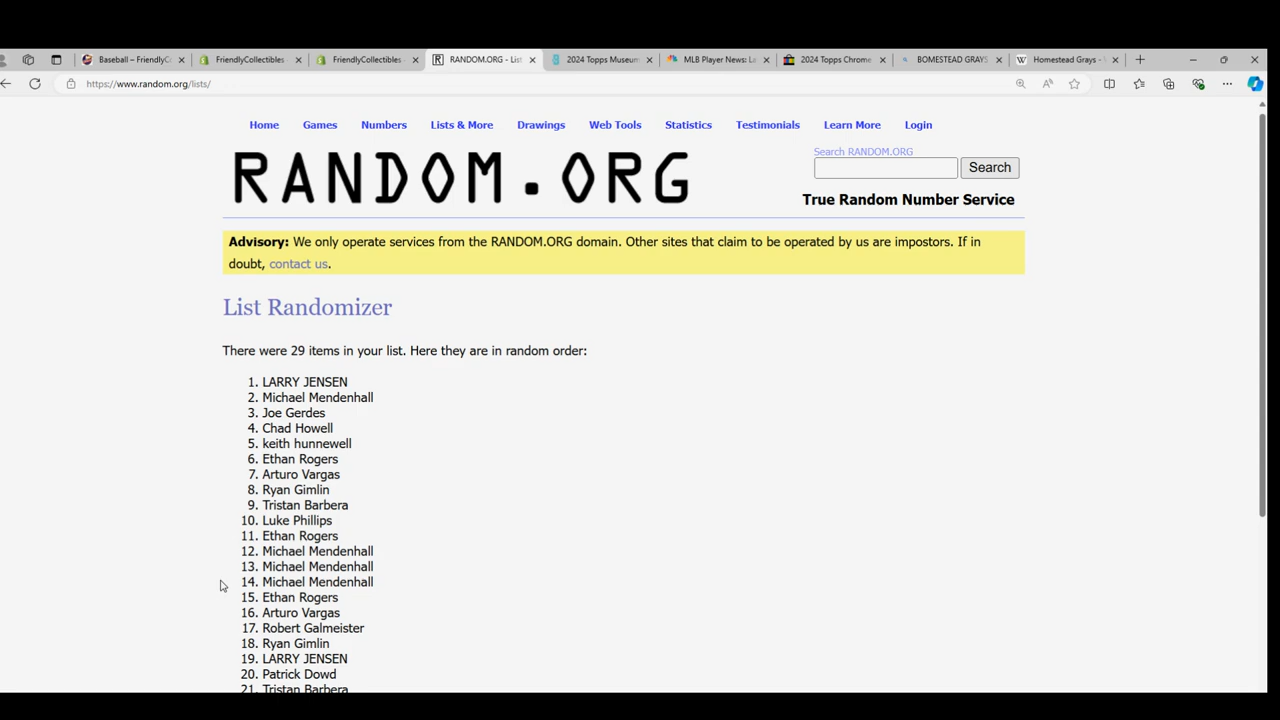 Baseball – FriendlyC
FriendlyCollectibles
FriendlyCollectibles
RANDOM.ORG - List
2024 Topps Museum
MLB Player News: L
2024 Topps Chrome
BOMESTEAD GRAYS
Homestead Grays -
https://www.random.org/lists/
Home Games Numbers Lists & More Drawings Web Tools Statistics Testimonials Learn More Login
RANDOM.ORG
Search RANDOM.ORG
Search
True Random Number Service
Advisory: We only operate services from the RANDOM.ORG domain. Other sites that claim to be operated by us are impostors. If in
doubt, contact us.
List Randomizer
There were 29 items in your list. Here they are in random order:
1. LARRY JENSEN
2. Michael Mendenhall
3. Joe Gerdes
4. Chad Howell
5. keith hunnewell
6. Ethan Rogers
7. Arturo Vargas
8. Ryan Gimlin
9. Tristan Barbera
10. Luke Phillips
11. Ethan Rogers
12. Michael Mendenhall
13. Michael Mendenhall
14. Michael Mendenhall
15. Ethan Rogers
16. Arturo Vargas
17. Robert Galmeister
18. Ryan Gimlin
19. LARRY JENSEN
20. Patrick Dowd
21. Tristan Barbera